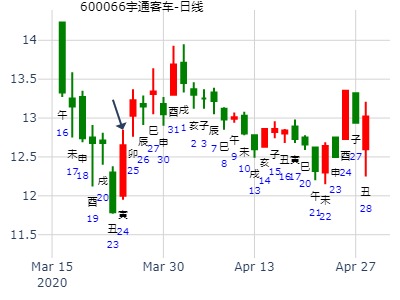 600066宇通客车-日线
14
13.5
13
12.5
12
11.5
午
16
未
17
申
18
酉
19
戌
20
丑
23
寅
24
卯
25
辰
26
巳
27
申
30
酉
31
戌
1
亥
2
子
3
辰
7
巳
8
午
9
未
10
戌
13
亥
14
子
15
丑
16
寅
17
巳
20
午
21
未
22
申
23
酉
24
子
27
丑
28
Mar 15 Mar 30 Apr 13 Apr 27
2020